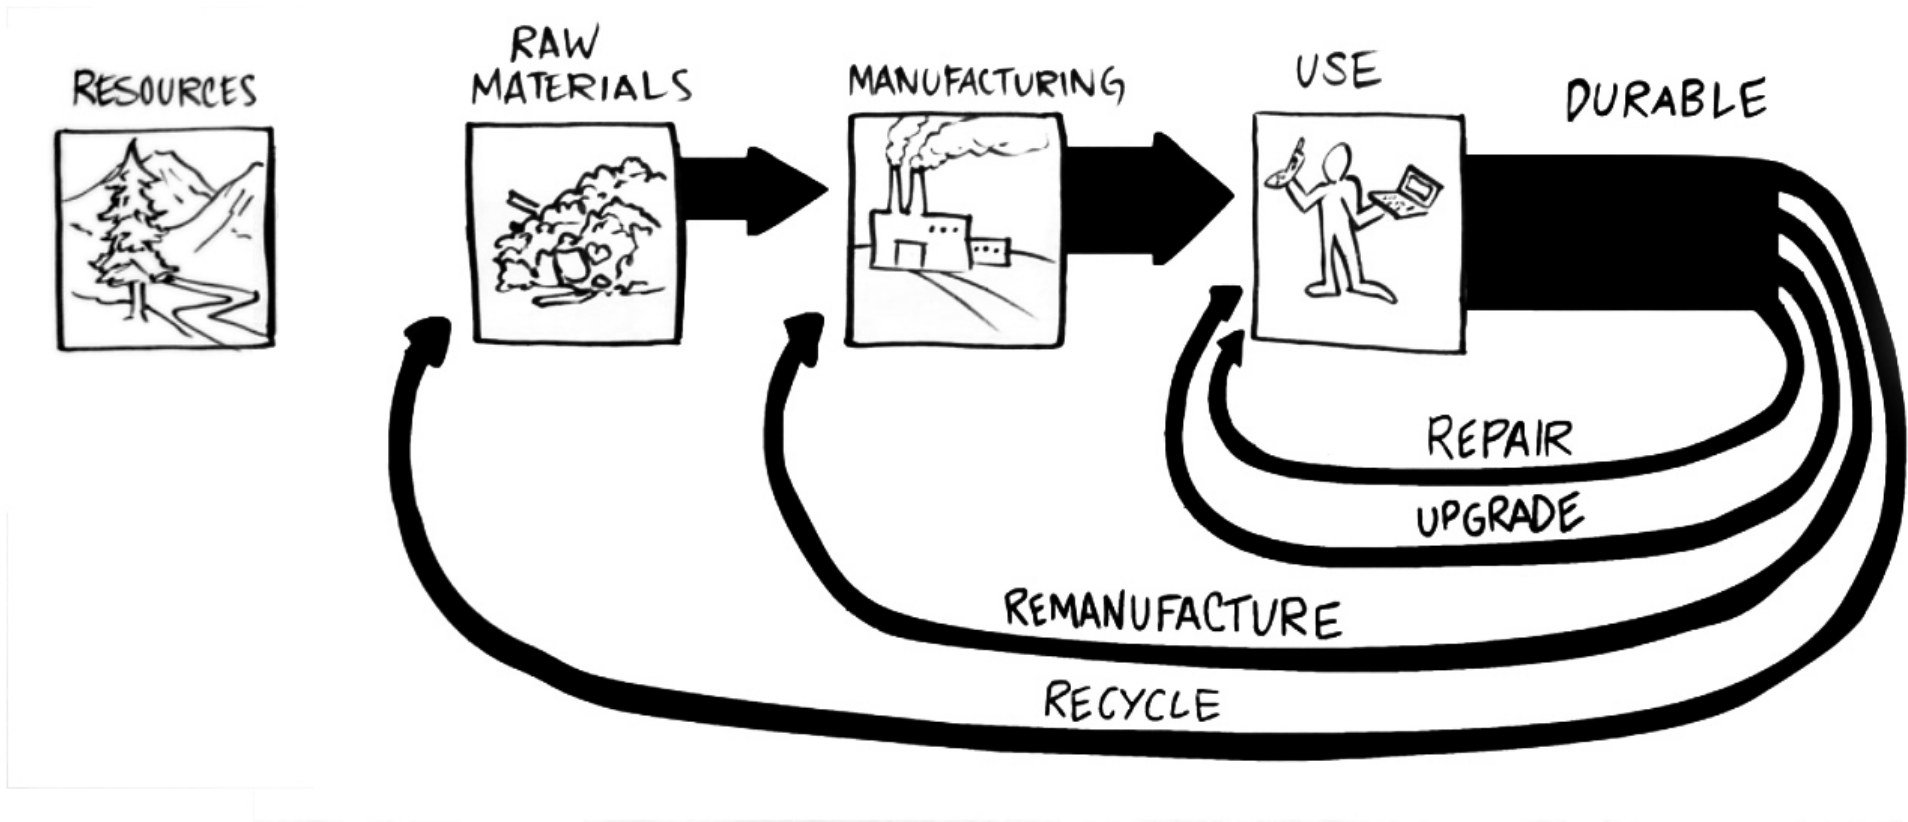 RESOURCES
RAW
MATERIALS
MANUFACTURING
USE
DURABLE
REPAIR
UPGRADE
REMANUFACTURE
RECYCLE